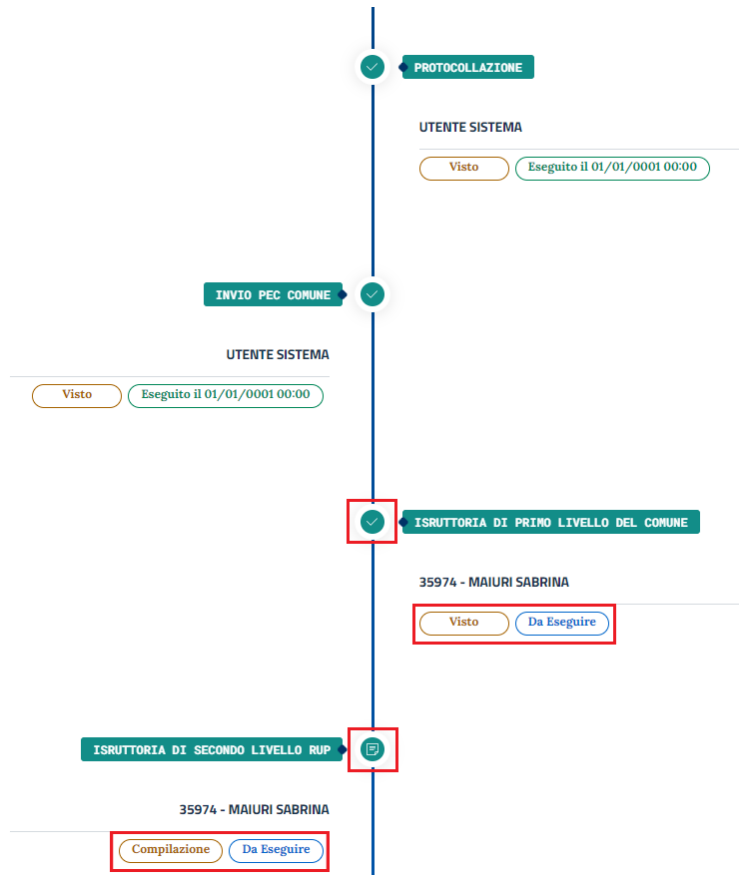 PROTOCOLLAZIONE
UTENTE SISTEMA
Visto Eseguito il 01/01/0001 00:00
INVIO PEC COMUNE
UTENTE SISTEMA
Visto Eseguito il 01/01/0001 00:00
ISRUTTORIA DI PRIMO LIVELLO DEL COMUNE
35974 - MAIURI SABRINA
Visto Da Eseguire
ISRUTTORIA DI SECONDO LIVELLO RUP
35974 - MAIURI SABRINA
Compilazione Da Eseguire